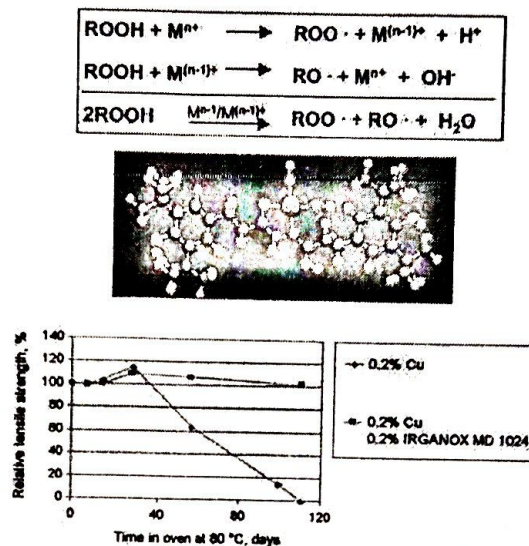 ROOH + Mⁿ⁺ ⟶ ROO · + M⁽ⁿ⁻¹⁾⁺ + H⁺
ROOH + M⁽ⁿ⁻¹⁾⁺ ⟶ RO · + Mⁿ⁺ + OH⁻
2ROOH Mⁿ⁻¹/M⁽ⁿ⁻¹⁾⁺ ⟶ ROO · + RO · + H₂O
Relative tensile strength, %
140
120
100
80
60
40
20
0
0 40 80 120
Time in oven at 80 °C, days
0,2% Cu
0,2% Cu
0,2% IRGANOX MD 1024